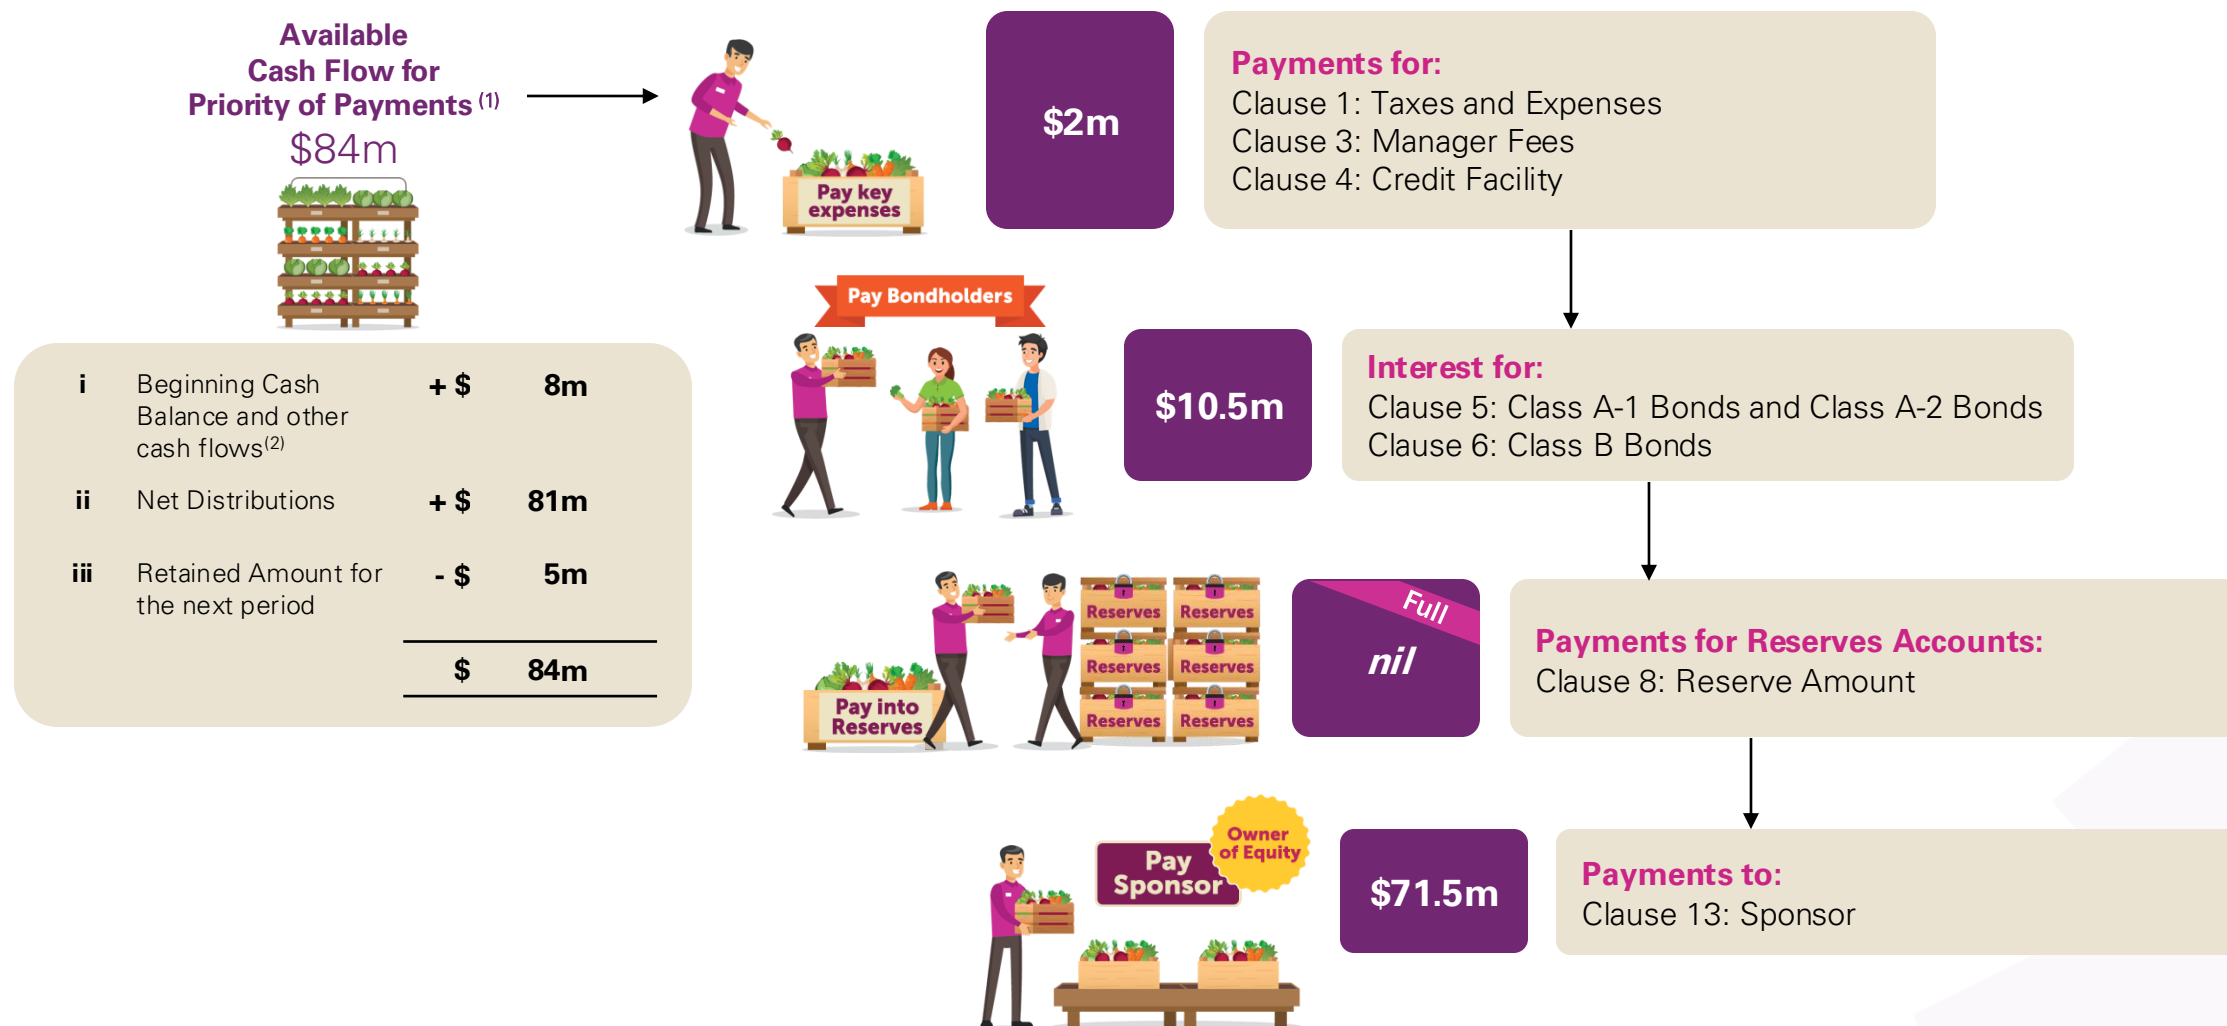 Available
Cash Flow for
Priority of Payments (1)
$84m
i Beginning Cash + $ 8m
Balance and other
cash flows(2)
ii Net Distributions + $ 81m
iii Retained Amount for - $ 5m
the next period
$ 84m
Pay key
expenses
$2m
Payments for:
Clause 1: Taxes and Expenses
Clause 3: Manager Fees
Clause 4: Credit Facility
Pay Bondholders
$10.5m
Interest for:
Clause 5: Class A-1 Bonds and Class A-2 Bonds
Clause 6: Class B Bonds
Pay into
Reserves
Reserves Reserves
Reserves Reserves
Reserves Reserves
Full
nil
Payments for Reserves Accounts:
Clause 8: Reserve Amount
Pay
Sponsor
Owner
of Equity
$71.5m
Payments to:
Clause 13: Sponsor